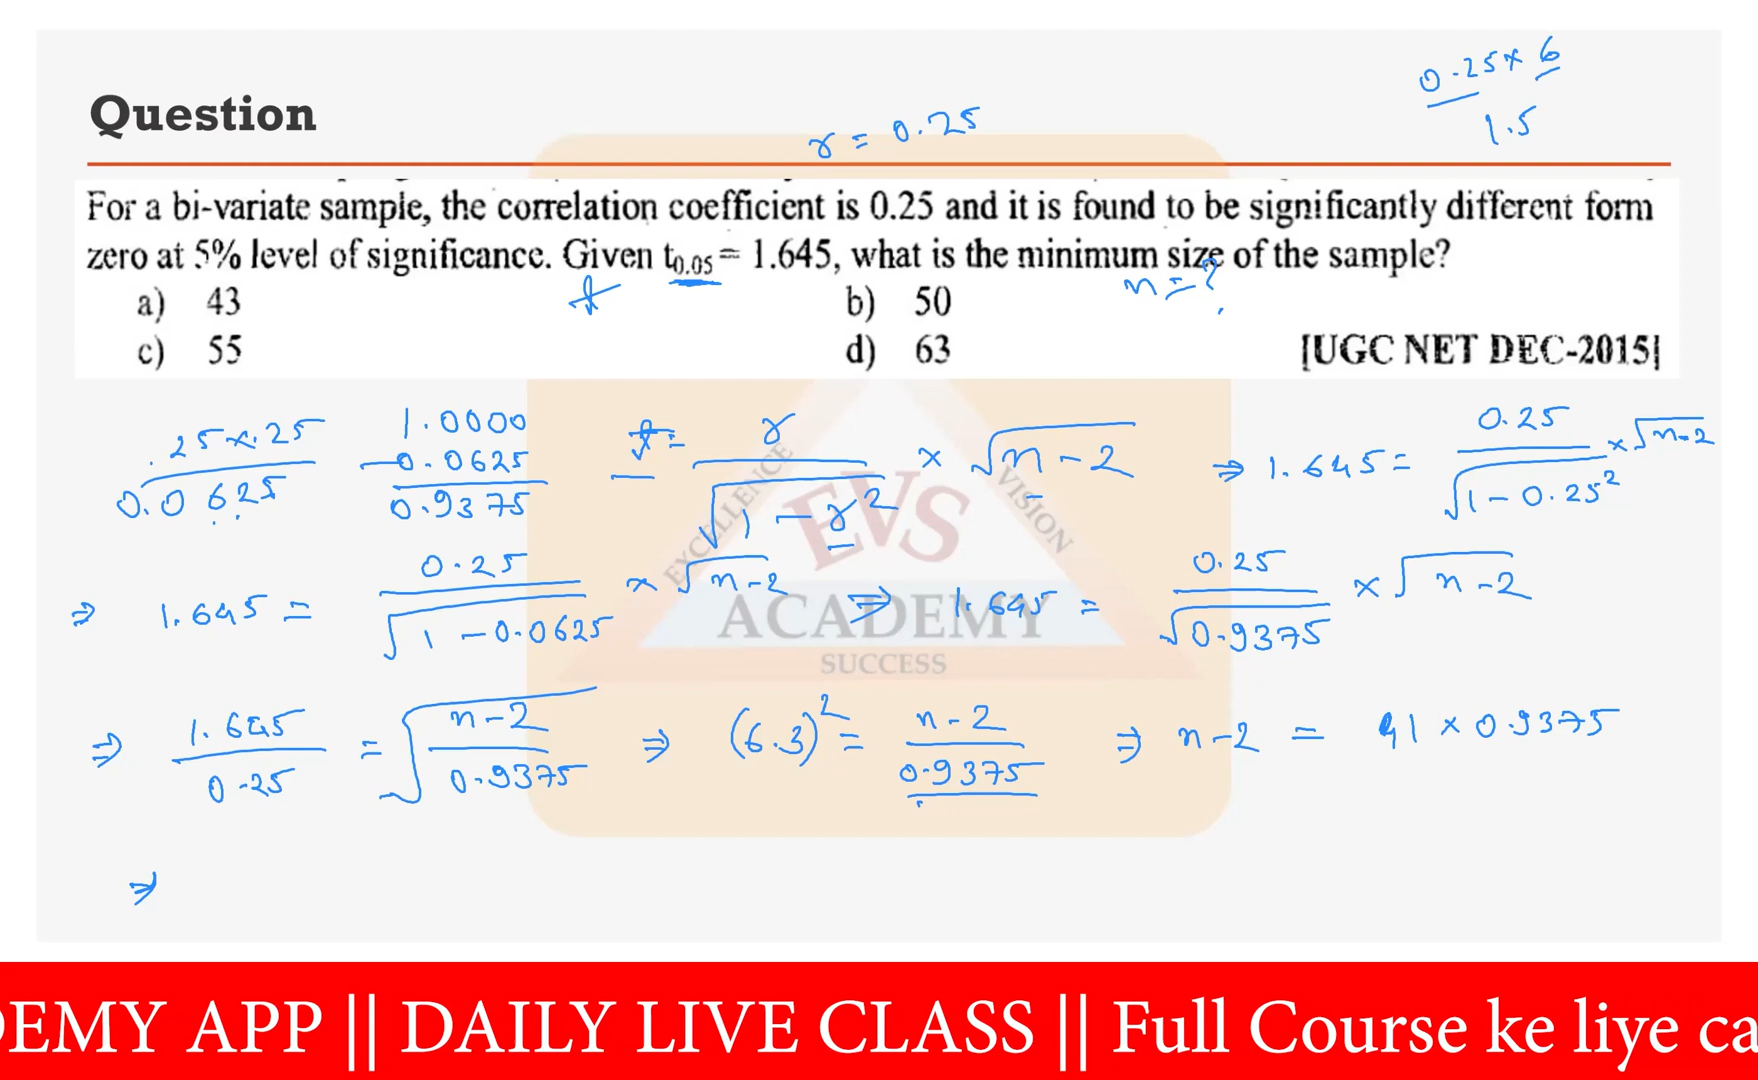 0.25 × 6
1.5
Question
r = 0.25
For a bi-variate sample, the correlation coefficient is 0.25 and it is found to be significantly different form
zero at 5% level of significance. Given t0.05 = 1.645, what is the minimum size of the sample?
t
n = ?
a) 43 b) 50
c) 55 d) 63 [UGC NET DEC-2015]
.25 × .25
0.0625
1.0000
-0.0625
0.9375
t = r / √(1 - r²) × √(n - 2)
⇒ 1.645 = 0.25 / √(1 - 0.25²) × √(n-2)
⇒ 1.645 = 0.25 / √(1 - 0.0625) × √(n-2) ⇒ 1.645 = 0.25 / √0.9375 × √(n-2)
⇒ 1.645 / 0.25 = √((n-2) / 0.9375) ⇒ (6.3)² = (n-2) / 0.9375 ⇒ n-2 = 41 × 0.9375
⇒
EXCELLENCE
VISION
EVS
ACADEMY
SUCCESS
DEMY APP || DAILY LIVE CLASS || Full Course ke liye ca